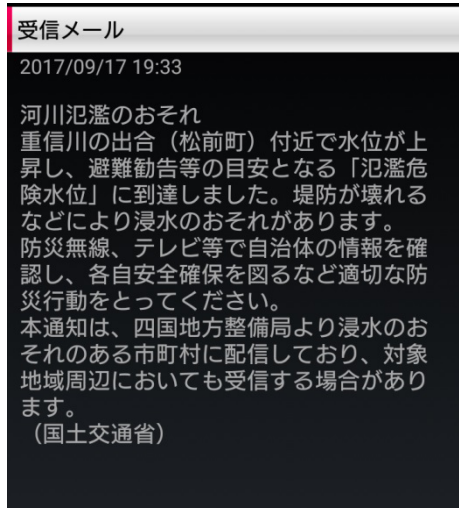 受信メール
2017/09/17 19:33
河川氾濫のおそれ
重信川の出合（松前町）付近で水位が上
昇し、避難勧告等の目安となる「氾濫危
険水位」に到達しました。堤防が壊れる
などにより浸水のおそれがあります。
防災無線、テレビ等で自治体の情報を確
認し、各自安全確保を図るなど適切な防
災行動をとってください。
本通知は、四国地方整備局より浸水のお
それのある市町村に配信しており、対象
地域周辺においても受信する場合があり
ます。
（国土交通省）